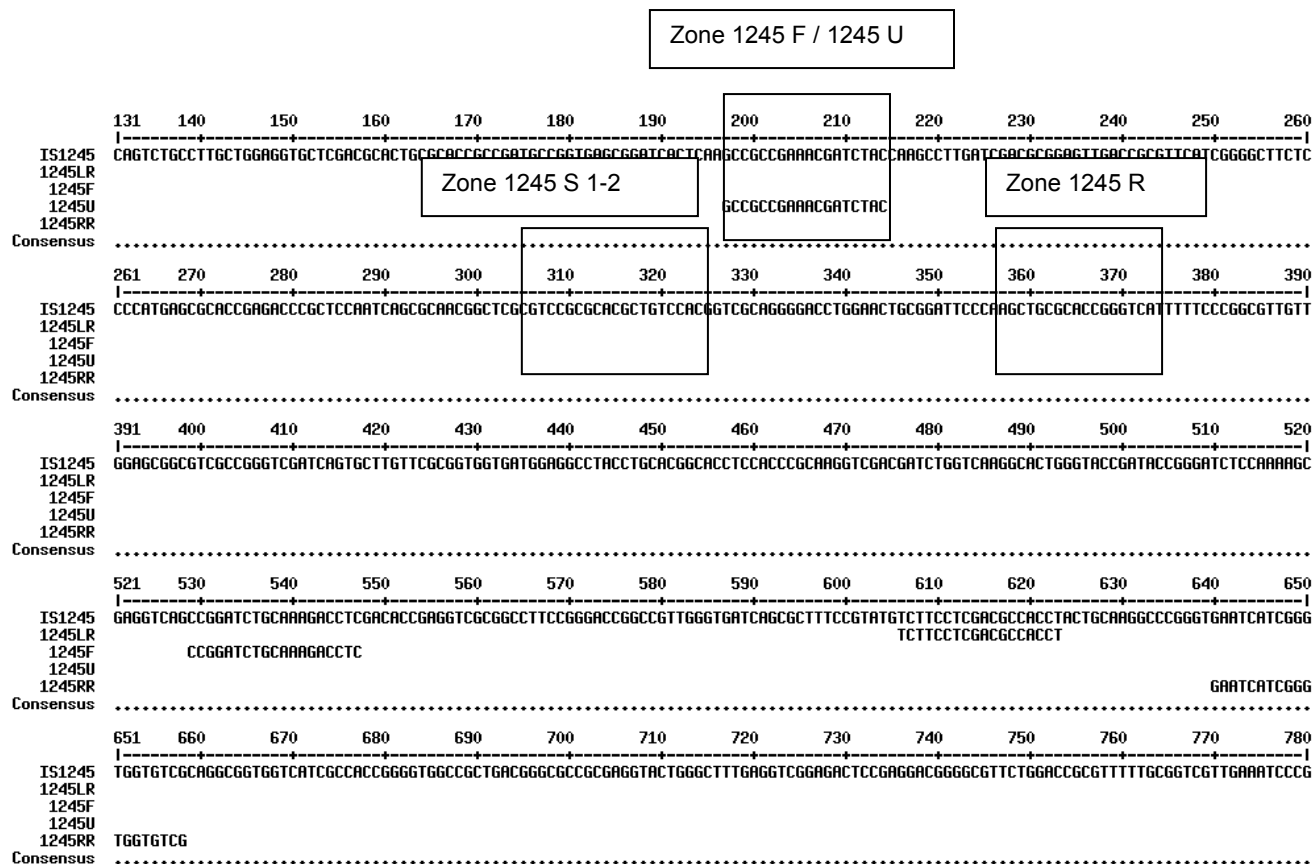 Zone 1245 F / 1245 U
131 140 150 160 170 180 190 200 210 220 230 240 250 260
|--------+---------+---------+---------+---------+---------+---------+---------+---------+---------+---------+---------+---------|
IS1245 CAGTCTGCCTTGCTGGAGGTGCTCGACGCACTGCGCACCGCCGATGCCGGTGAGCGGATCACTCAAGCCGCCGAAACGATCTACCAAGCCTTGATCGACGCGGAGTTGACCGCGTTCATCGGGGCTTCTC
1245LR
Zone 1245 S 1-2
Zone 1245 R
1245F
1245U GCCGCCGAAACGATCTAC
1245RR
Consensus ..................................................................................................................................
261 270 280 290 300 310 320 330 340 350 360 370 380 390
|--------+---------+---------+---------+---------+---------+---------+---------+---------+---------+---------+---------+---------|
IS1245 CCCATGAGCGCACCGAGACCCGCTCCAATCAGCGCAACGGCTCGCGTCCGCGCACGCTGTCCACGGTCGCAGGGGACCTGGAACTGCGGATTCCCAAGCTGCGCACCGGGTCATTTTTCCCGGCGTTGTT
1245LR
1245F
1245U
1245RR
Consensus ..................................................................................................................................
391 400 410 420 430 440 450 460 470 480 490 500 510 520
|--------+---------+---------+---------+---------+---------+---------+---------+---------+---------+---------+---------+---------|
IS1245 GGAGCGGCGTCGCCGGGTCGATCAGTGCTTGTTCGCGGTGGTGATGGAGGCCTACCTGCACGGCACCTCCACCCGCAAGGTCGACGATCTGGTCAAGGCACTGGGTACCGATACCGGGATCTCCAAAAGC
1245LR
1245F
1245U
1245RR
Consensus ..................................................................................................................................
521 530 540 550 560 570 580 590 600 610 620 630 640 650
|--------+---------+---------+---------+---------+---------+---------+---------+---------+---------+---------+---------+---------|
IS1245 GAGGTCAGCCGGATCTGCAAAGACCTCGACACCGAGGTCGCGGCCTTCCGGGACCGGCCGTTGGGTGATCAGCGCTTTCCGTATGTCTTCCTCGACGCCACCTACTGCAAGGCCCGGGTGAATCATCGGG
1245LR TCTTCCTCGACGCCACCT
1245F CCGGATCTGCAAAGACCTC
1245U
1245RR GAATCATCGGG
Consensus ..................................................................................................................................
651 660 670 680 690 700 710 720 730 740 750 760 770 780
|--------+---------+---------+---------+---------+---------+---------+---------+---------+---------+---------+---------+---------|
IS1245 TGGTGTCGCAGGCGGTGGTCATCGCCACCGGGGTGGCCGCTGACGGGCGCCGCGAGGTACTGGGCTTTGAGGTCGGAGACTCCGAGGACGGGGCGTTCTGGACCGCGTTTTTGCGGTCGTTGAAATCCCG
1245LR
1245F
1245U
1245RR TGGTGTCG
Consensus ..................................................................................................................................